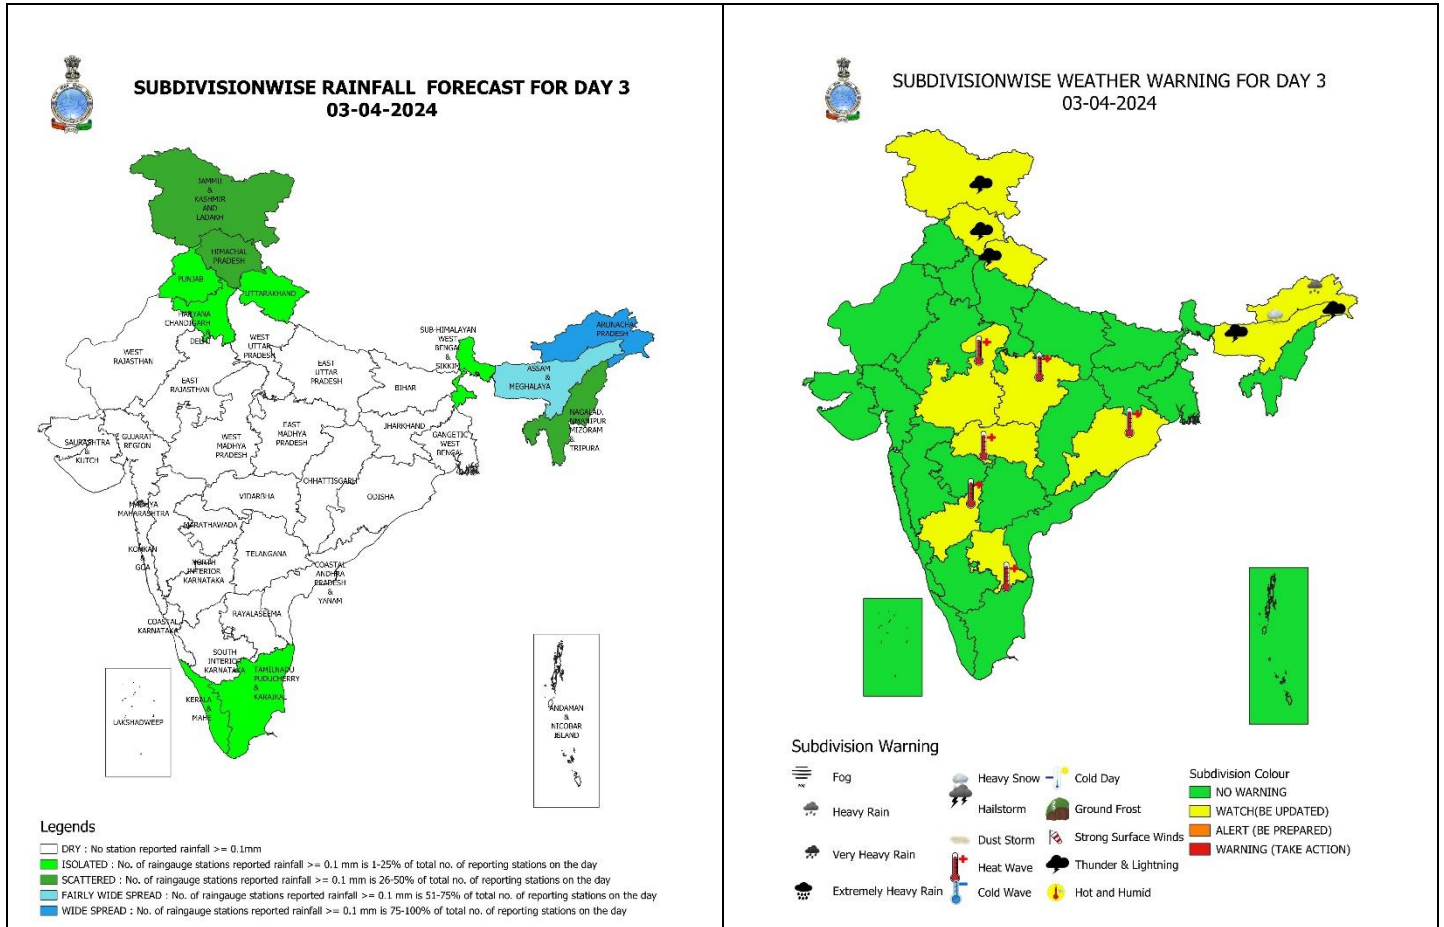 SUBDIVISIONWISE RAINFALL FORECAST FOR DAY 3
03-04-2024
JAMMU
&
KASHMIR
AND
LADAKH
HIMACHAL
PRADESH
PUNJAB
UTTARAKHAND
HARYANA
CHANDIGARH
&
DELHI
WEST
UTTAR
PRADESH
WEST
RAJASTHAN
EAST
RAJASTHAN
EAST
UTTAR
PRADESH
BIHAR
SUB-HIMALAYAN
WEST
BENGAL
&
SIKKIM
ARUNACHAL
PRADESH
ASSAM
&
MEGHALAYA
NAGALAD,
MANIPUR
MIZORAM
&
TRIPURA
JHARKHAND
GANGETIC
WEST
BENGAL
SAURASHTRA
&
KUTCH
GUJARAT
REGION
WEST
MADHYA
PRADESH
EAST
MADHYA
PRADESH
CHHATTISGARH
ODISHA
VIDARBHA
MADHYA
MAHARASHTRA
MARATHAWADA
KONKAN
&
GOA
NORTH
INTERIOR
KARNATAKA
TELANGANA
COASTAL
ANDHRA
PRADESH
&
YANAM
RAYALASEEMA
COASTAL
KARNATAKA
SOUTH
INTERIOR
KARNATAKA
TAMILNADU
PUDUCHERRY
&
KARAIKAL
KERALA
&
MAHE
LAKSHADWEEP
ANDAMAN
&
NICOBAR
ISLAND
Legends
DRY : No station reported rainfall >= 0.1mm
ISOLATED : No. of raingauge stations reported rainfall >= 0.1 mm is 1-25% of total no. of reporting stations on the day
SCATTERED : No. of raingauge stations reported rainfall >= 0.1 mm is 26-50% of total no. of reporting stations on the day
FAIRLY WIDE SPREAD : No. of raingauge stations reported rainfall >= 0.1 mm is 51-75% of total no. of reporting stations on the day
WIDE SPREAD : No. of raingauge stations reported rainfall >= 0.1 mm is 75-100% of total no. of reporting stations on the day
SUBDIVISIONWISE WEATHER WARNING FOR DAY 3
03-04-2024
Subdivision Warning
Fog
Heavy Rain
Very Heavy Rain
Extremely Heavy Rain
Heavy Snow
Hailstorm
Dust Storm
Heat Wave
Cold Wave
Cold Day
Ground Frost
Strong Surface Winds
Thunder & Lightning
Hot and Humid
Subdivision Colour
NO WARNING
WATCH(BE UPDATED)
ALERT (BE PREPARED)
WARNING (TAKE ACTION)